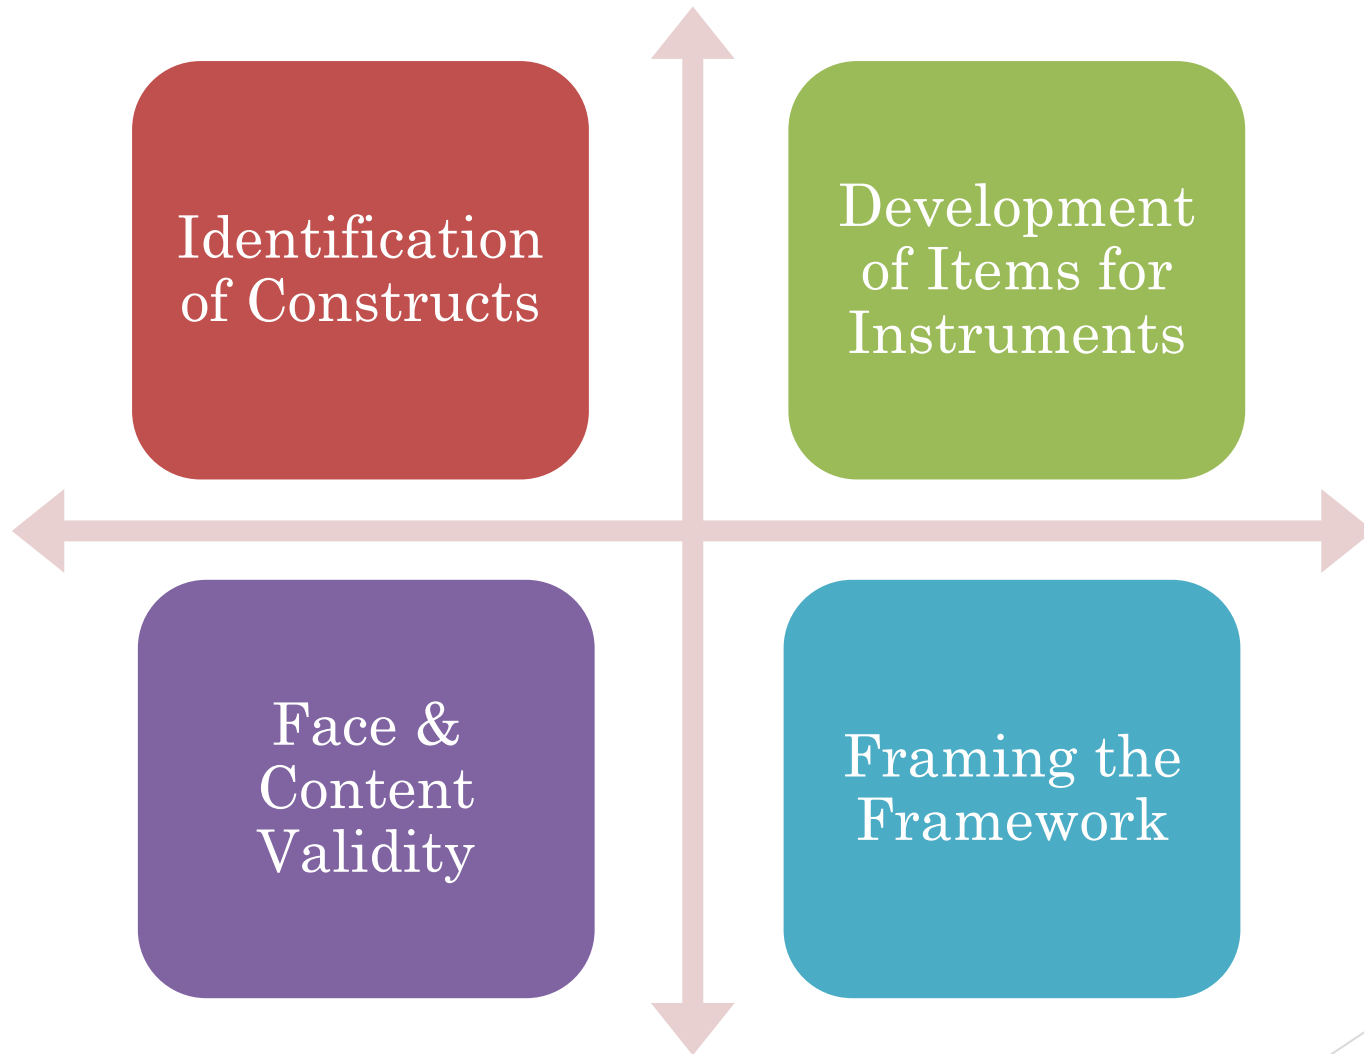 Identification
of Constructs
Development
of Items for
Instruments
Face &
Content
Validity
Framing the
Framework